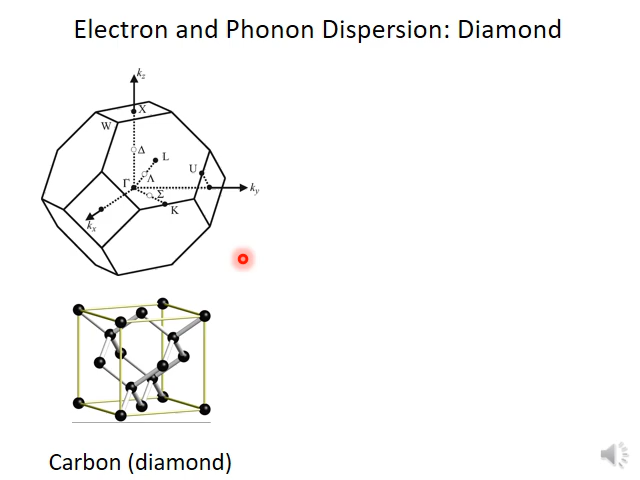 Electron and Phonon Dispersion: Diamond
kz
X
W
Δ
L
U
Λ
Γ
ky
Σ
K
kx
Carbon (diamond)